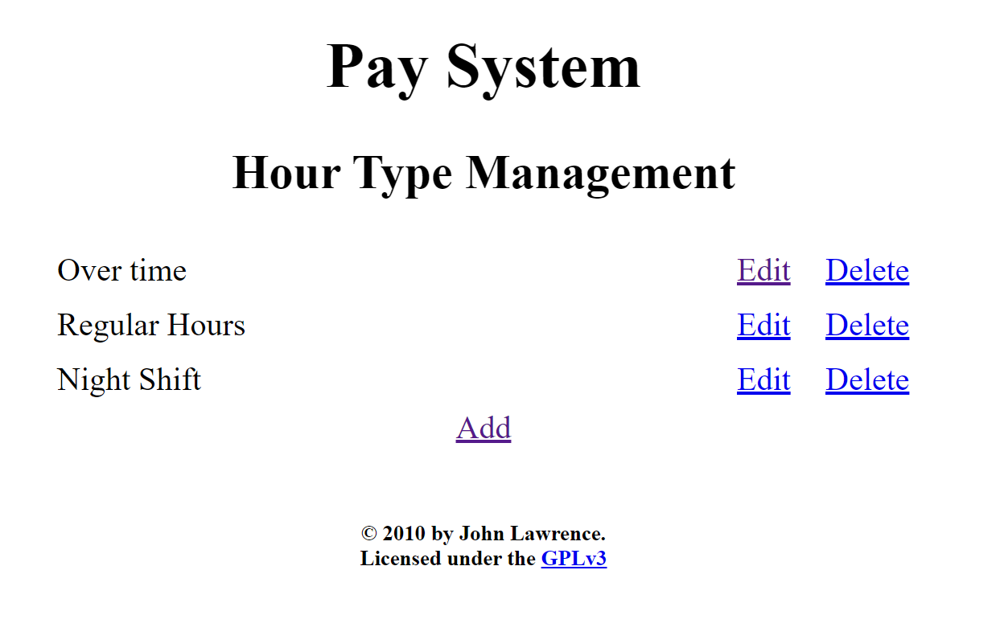 Pay System
Hour Type Management
Over time Edit Delete
Regular Hours Edit Delete
Night Shift Edit Delete
Add
© 2010 by John Lawrence.
Licensed under the GPLv3